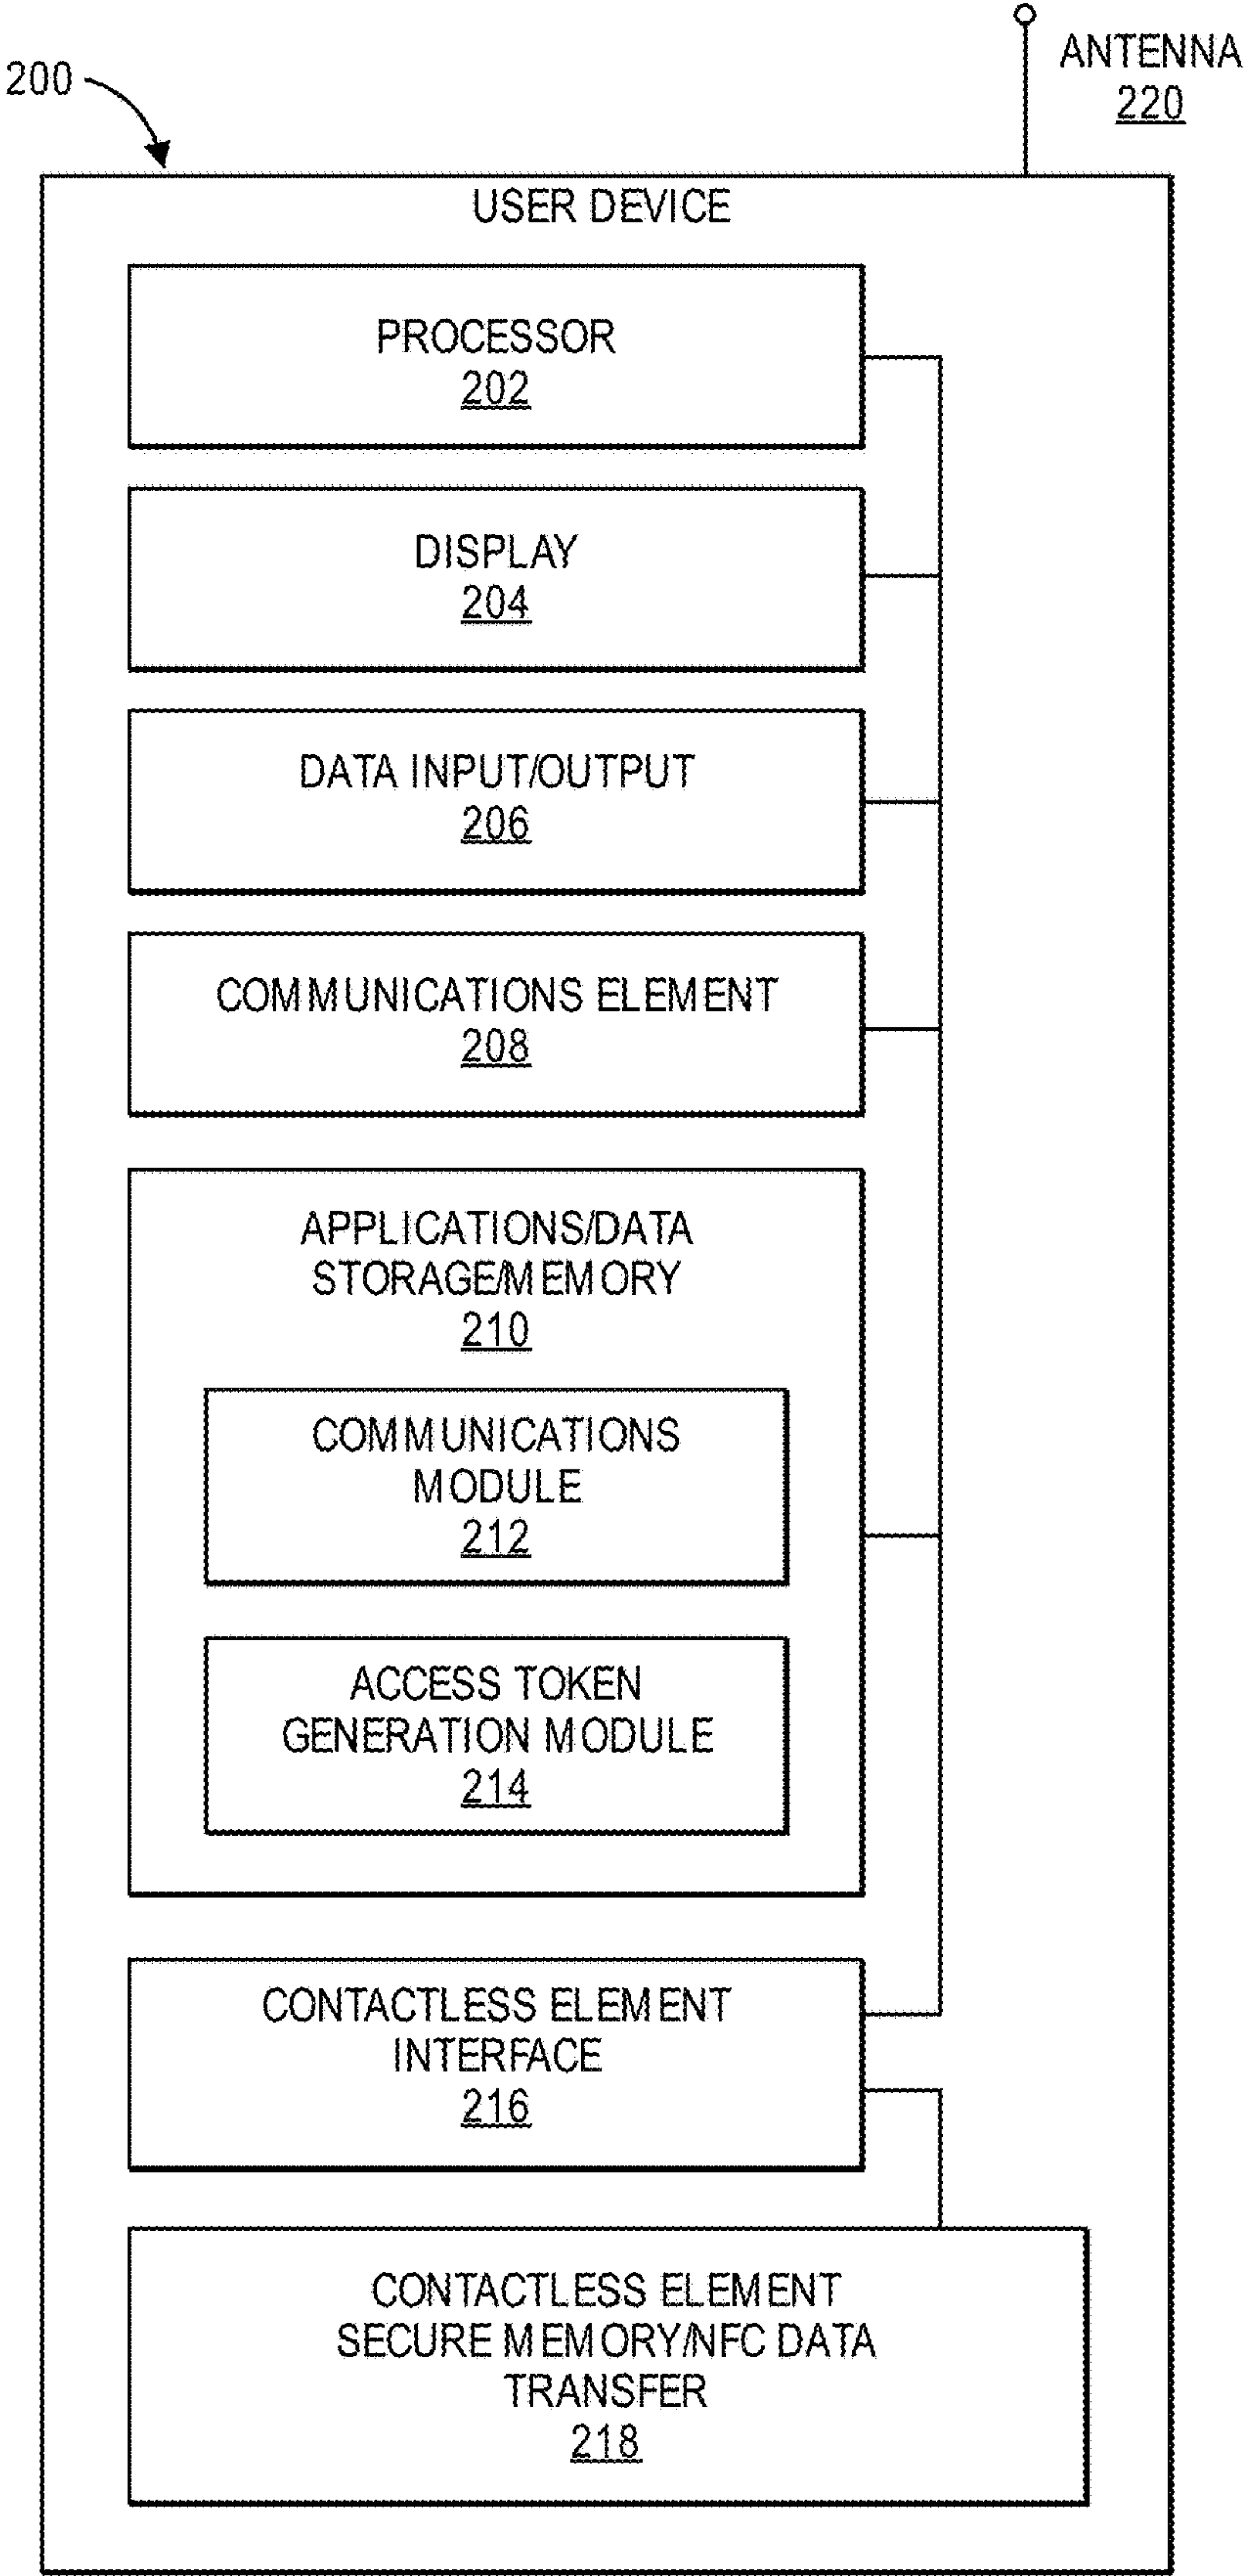 ANTENNA
220
200
USER DEVICE
PROCESSOR
202
DISPLAY
204
DATA INPUT/OUTPUT
206
COMMUNICATIONS ELEMENT
208
APPLICATIONS/DATA
STORAGE/MEMORY
210
COMMUNICATIONS
MODULE
212
ACCESS TOKEN
GENERATION MODULE
214
CONTACTLESS ELEMENT
INTERFACE
216
CONTACTLESS ELEMENT
SECURE MEMORY/NFC DATA
TRANSFER
218